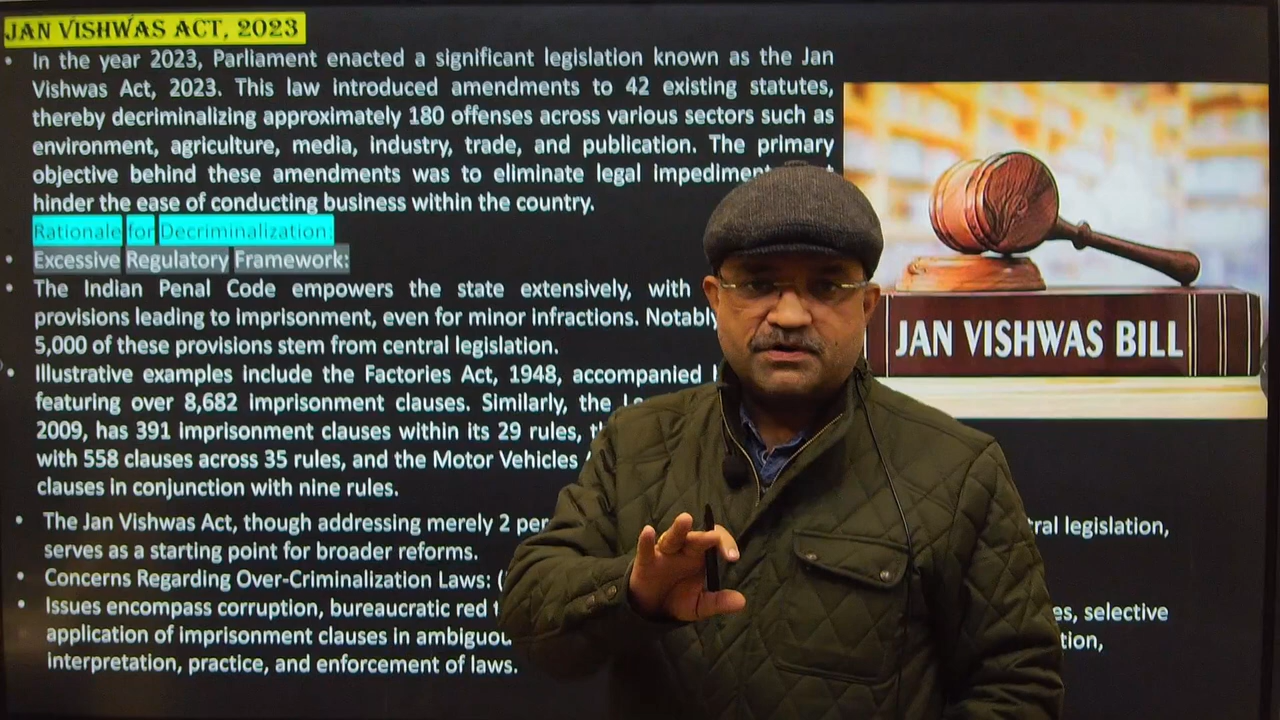 JAN VISHWAS ACT, 2023
• In the year 2023, Parliament enacted a significant legislation known as the Jan
Vishwas Act, 2023. This law introduced amendments to 42 existing statutes,
thereby decriminalizing approximately 180 offenses across various sectors such as
environment, agriculture, media, industry, trade, and publication. The primary
objective behind these amendments was to eliminate legal
hinder the ease of conducting business within the country.
Rationale for Decriminalization:
• Excessive Regulatory Framework:
• The Indian Penal Code empowers the state extensively, with
provisions leading to imprisonment, even for minor infractions.
5,000 of these provisions stem from central legislation.
• Illustrative examples include the Factories Act, 1948, accompanied
featuring over 8,682 imprisonment clauses. Similarly, the
2009, has 391 imprisonment clauses within its 29 rules,
with 558 clauses across 35 rules, and the Motor Vehicles
clauses in conjunction with nine rules.
• The Jan Vishwas Act, though addressing merely 2 legislation,
serves as a starting point for broader reforms.
• Concerns Regarding Over-Criminalization Laws:
• Issues encompass corruption, bureaucratic red selective
application of imprisonment clauses in
interpretation, practice, and enforcement of laws.
JAN VISHWAS BILL